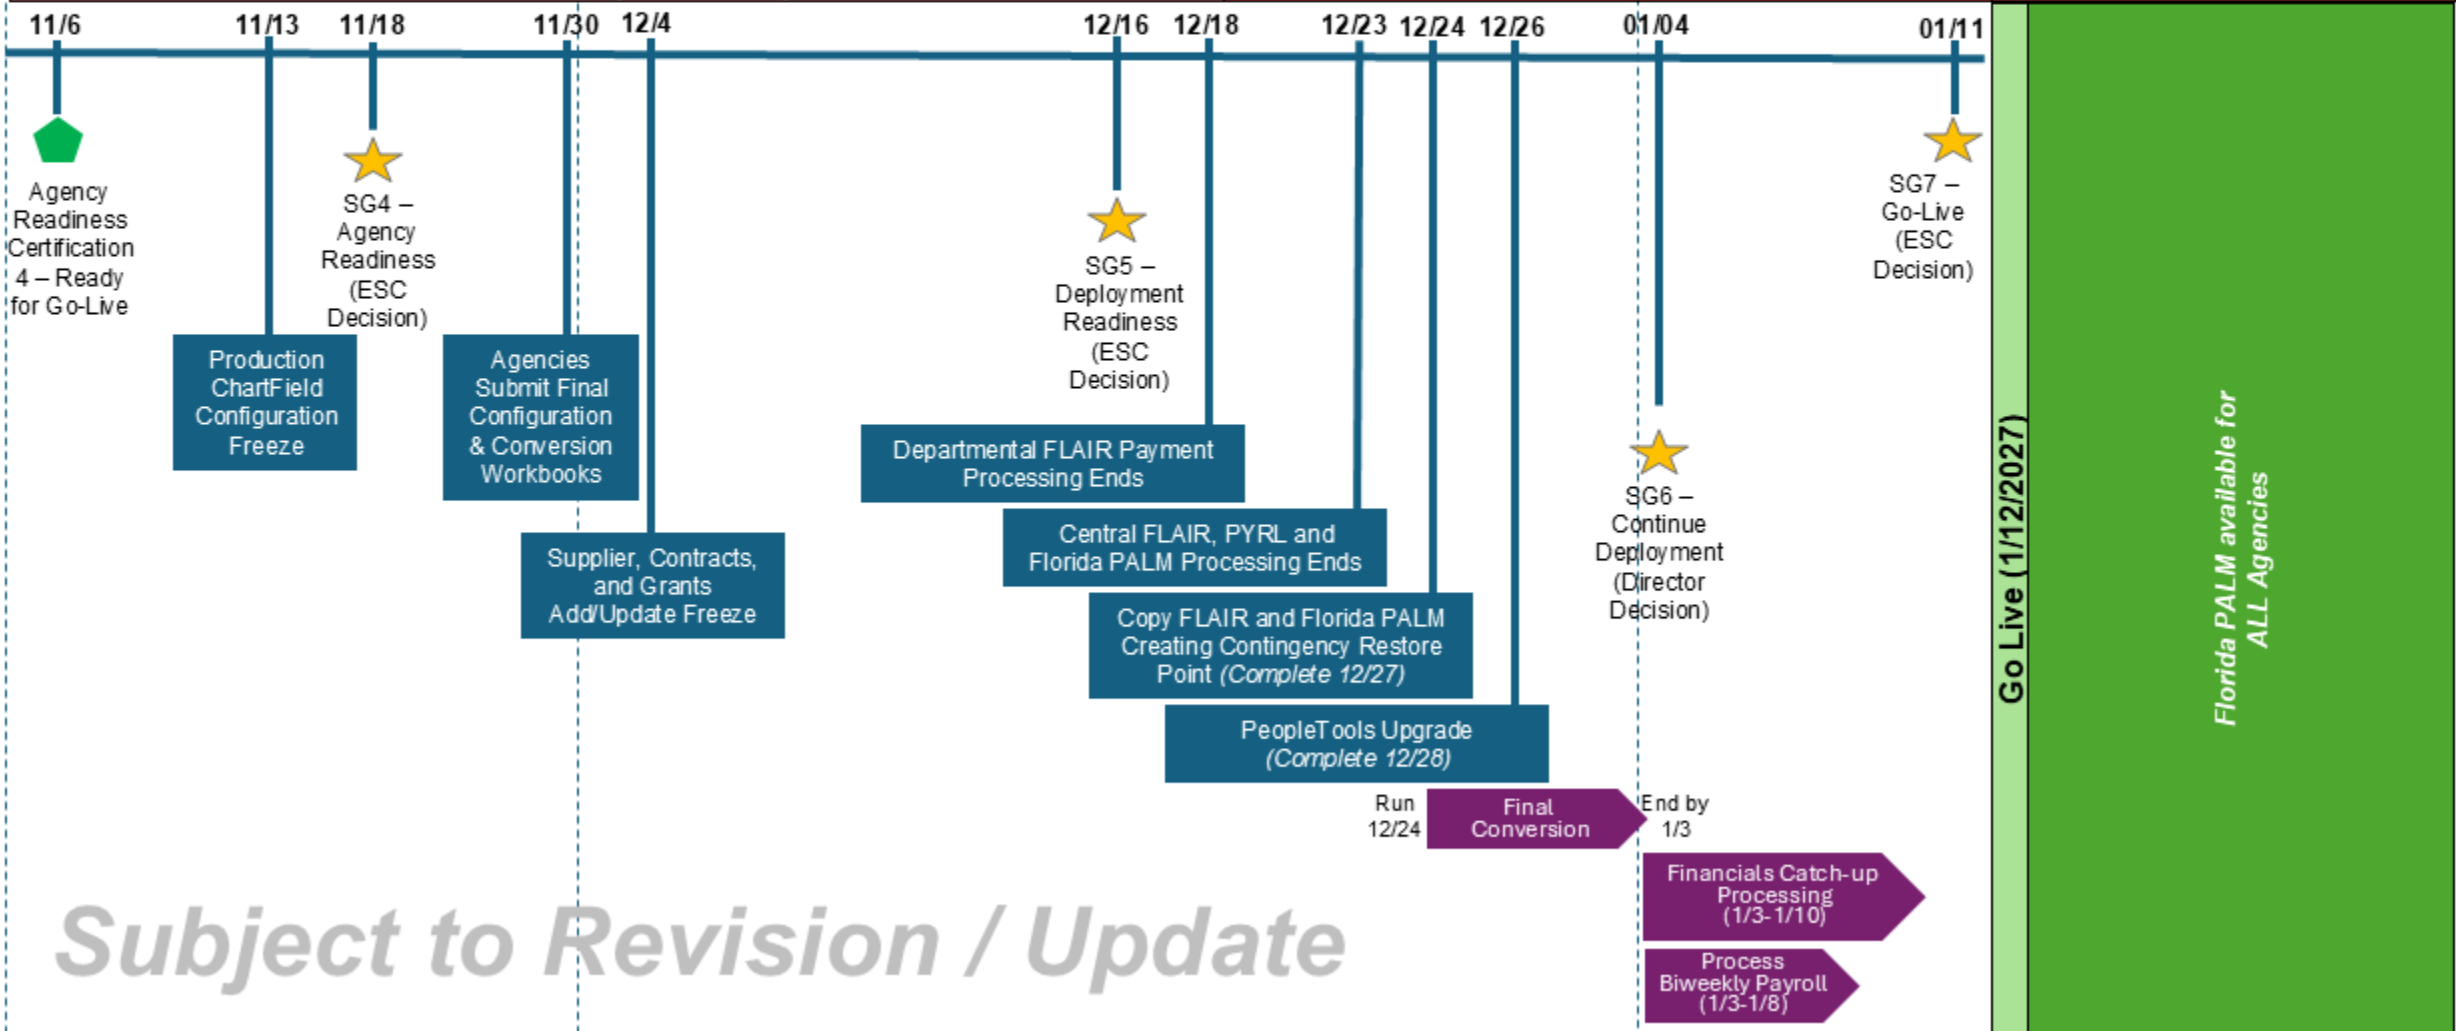 11/6
11/13
11/18
11/30
12/4
12/16
12/18
12/23
12/24
12/26
01/04
01/11
Agency
Readiness
Certification
4 – Ready
for Go-Live
Production
ChartField
Configuration
Freeze
SG4 –
Agency
Readiness
(ESC
Decision)
Agencies
Submit Final
Configuration
& Conversion
Workbooks
Supplier, Contracts,
and Grants
Add/Update Freeze
SG5 –
Deployment
Readiness
(ESC
Decision)
Departmental FLAIR Payment
Processing Ends
Central FLAIR, PYRL and
Florida PALM Processing Ends
Copy FLAIR and Florida PALM
Creating Contingency Restore
Point (Complete 12/27)
PeopleTools Upgrade
(Complete 12/28)
Run
12/24
Final
Conversion
End by
1/3
SG6 –
Continue
Deployment
(Director
Decision)
Financials Catch-up
Processing
(1/3-1/10)
Process
Biweekly Payroll
(1/3-1/8)
SG7 –
Go-Live
(ESC
Decision)
Go Live (1/12/2027)
Florida PALM available for
ALL Agencies
Subject to Revision / Update